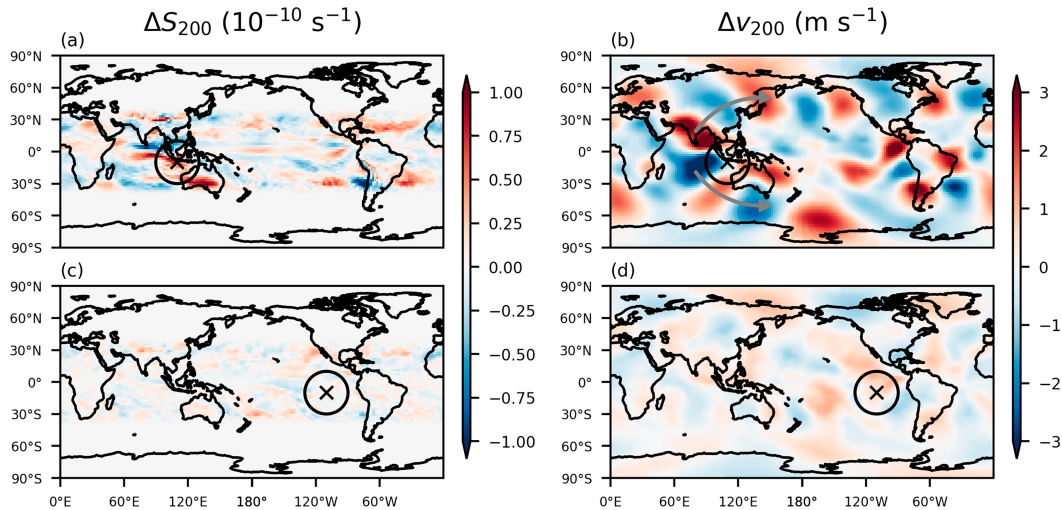 ΔS₂₀₀ (10⁻¹⁰ s⁻¹)
Δv₂₀₀ (m s⁻¹)
(a)
90°N
60°N
30°N
0°
30°S
60°S
90°S
1.00
0.75
0.50
0.25
0.00
−0.25
−0.50
−0.75
−1.00
(b)
90°N
60°N
30°N
0°
30°S
60°S
90°S
3
2
1
0
−1
−2
−3
(c)
90°N
60°N
30°N
0°
30°S
60°S
90°S
0°E 60°E 120°E 180° 120°W 60°W
(d)
90°N
60°N
30°N
0°
30°S
60°S
90°S
0°E 60°E 120°E 180° 120°W 60°W